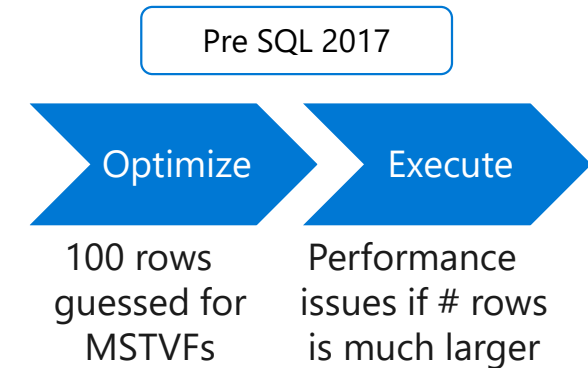 Pre SQL 2017
Optimize
Execute
100 rows
guessed for
MSTVFs
Performance
issues if # rows
is much larger